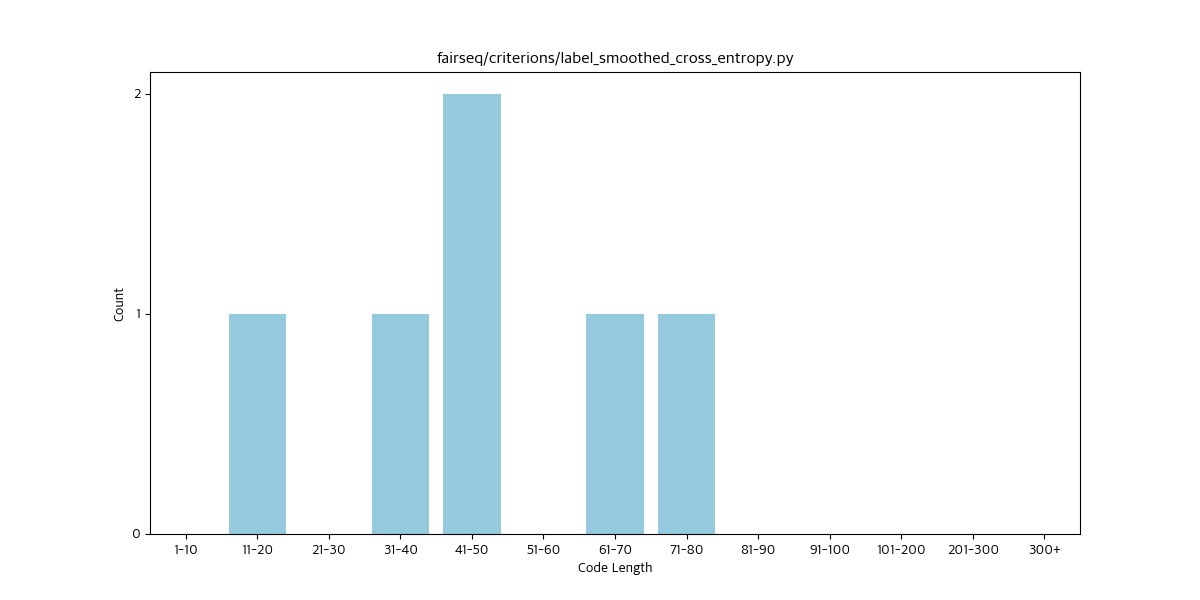 fairseq/criterions/label_smoothed_cross_entropy.py
2
1
0
Count
1-10 11-20 21-30 31-40 41-50 51-60 61-70 71-80 81-90 91-100 101-200 201-300 300+
Code Length